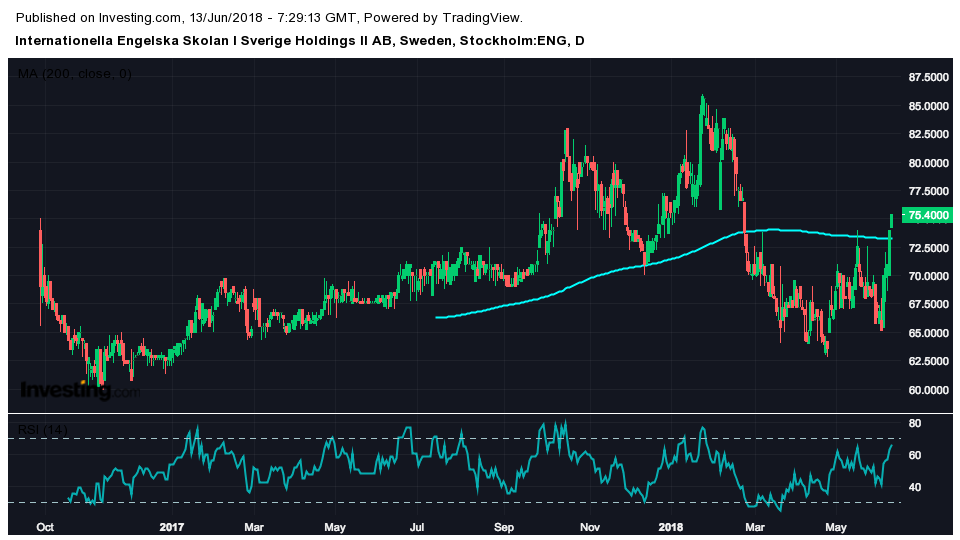 Published on Investing.com, 13/Jun/2018 - 7:29:13 GMT, Powered by TradingView.
Internationella Engelska Skolan I Sverige Holdings II AB, Sweden, Stockholm:ENG, D
MA (200, close, 0)
87.5000
85.0000
82.5000
80.0000
77.5000
75.4000
72.5000
70.0000
67.5000
65.0000
62.5000
60.0000
Investing.com
RSI (14)
80
60
40
Oct 2017 Mar May Jul Sep Nov 2018 Mar May